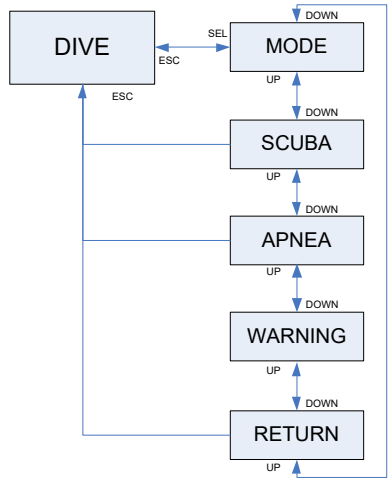 DOWN
DIVE
SEL
MODE
ESC
UP
ESC
DOWN
SCUBA
UP
DOWN
APNEA
UP
DOWN
WARNING
UP
DOWN
RETURN
UP